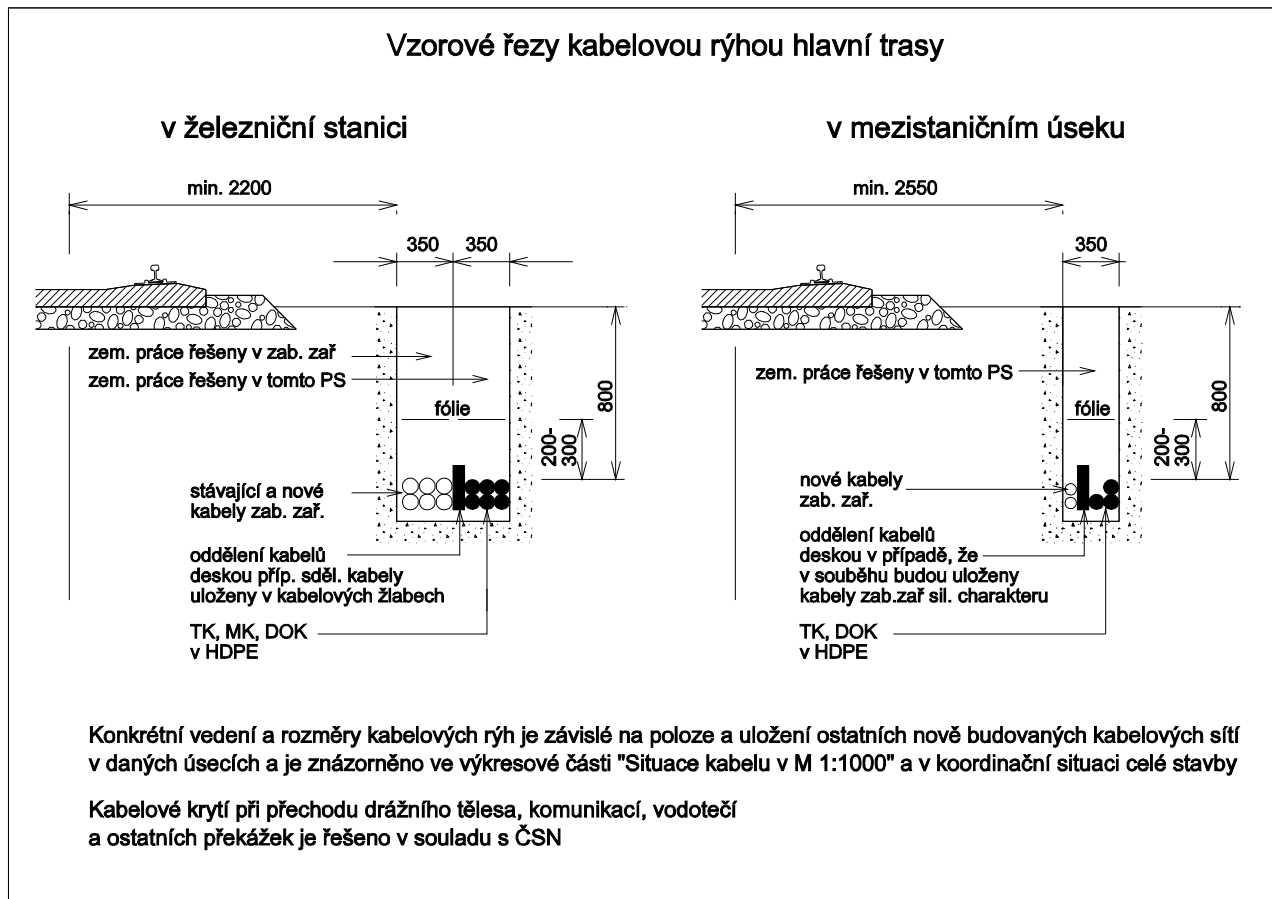 Vzorové řezy kabelovou rýhou hlavní trasy
v železniční stanici
min. 2200
350
350
zem. práce řešeny v zab. zař
zem. práce řešeny v tomto PS
fólie
800
200-
300
stávající a nové
kabely zab. zař.
oddělení kabelů
deskou příp. sděl. kabely
uloženy v kabelových žlabech
TK, MK, DOK
v HDPE
v mezistaničním úseku
min. 2550
350
zem. práce řešeny v tomto PS
fólie
800
200-
300
nové kabely
zab. zař.
oddělení kabelů
deskou v případě, že
v souběhu budou uloženy
kabely zab.zař sil. charakteru
TK, DOK
v HDPE
Konkrétní vedení a rozměry kabelových rýh je závislé na poloze a uložení ostatních nově budovaných kabelových sítí
v daných úsecích a je znázorněno ve výkresové části "Situace kabelu v M 1:1000" a v koordinační situaci celé stavby
Kabelové krytí při přechodu drážního tělesa, komunikací, vodotečí
a ostatních překážek je řešeno v souladu s ČSN